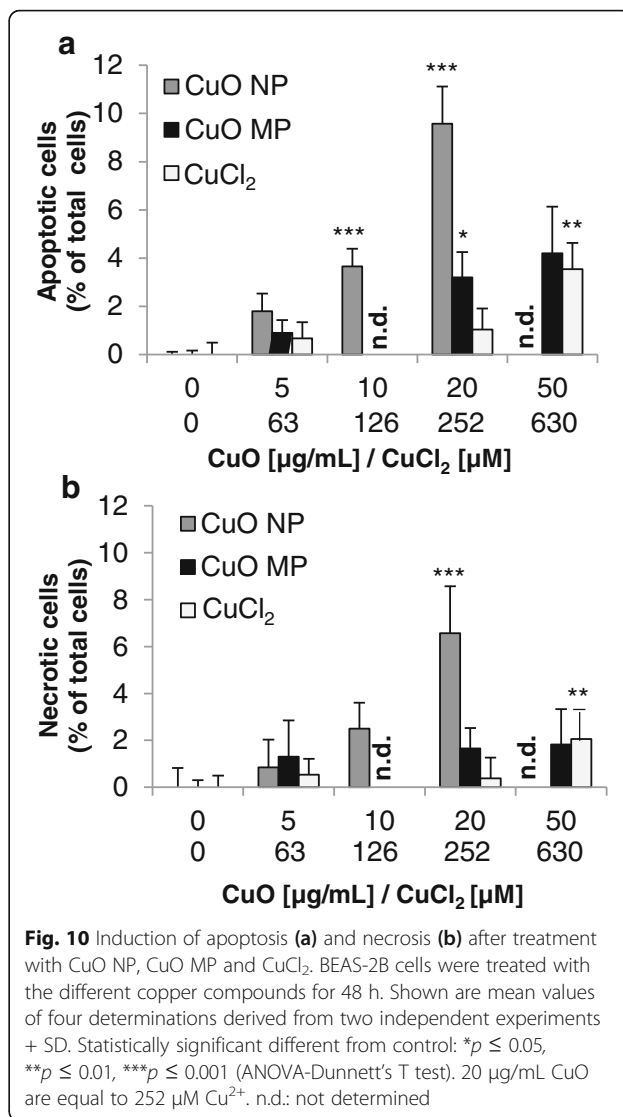 a
12
10
8
6
4
2
0
Apoptotic cells
(% of total cells)
CuO NP
CuO MP
CuCl₂
***
***
*
**
n.d.
n.d.
0 5 10 20 50
0 63 126 252 630
CuO [µg/mL] / CuCl₂ [µM]
b
12
10
8
6
4
2
0
Necrotic cells
(% of total cells)
CuO NP
CuO MP
CuCl₂
***
**
n.d.
n.d.
0 5 10 20 50
0 63 126 252 630
CuO [µg/mL] / CuCl₂ [µM]
Fig. 10 Induction of apoptosis (a) and necrosis (b) after treatment
with CuO NP, CuO MP and CuCl₂. BEAS-2B cells were treated with
the different copper compounds for 48 h. Shown are mean values
of four determinations derived from two independent experiments
+ SD. Statistically significant different from control: *p ≤ 0.05,
**p ≤ 0.01, ***p ≤ 0.001 (ANOVA-Dunnett's T test). 20 µg/mL CuO
are equal to 252 µM Cu²⁺. n.d.: not determined